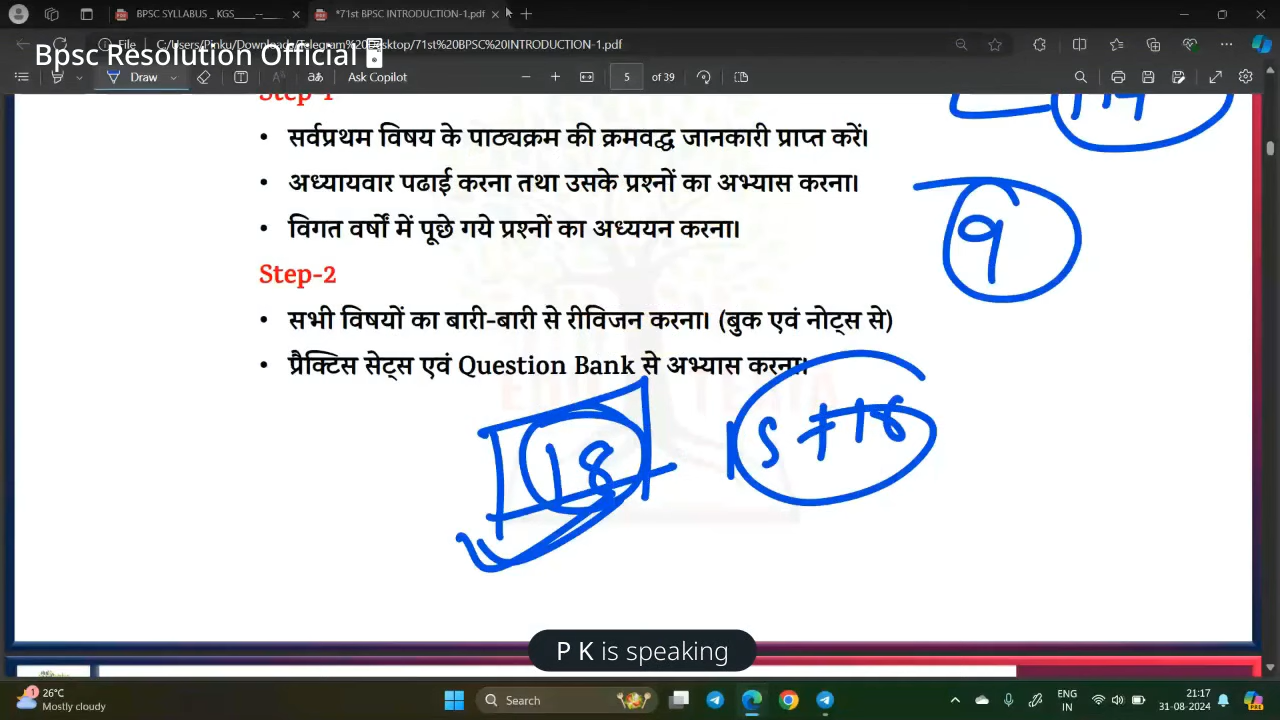 BPSC SYLLABUS _ KGS____--____
*71st BPSC INTRODUCTION-1.pdf
File C:/Users/Pinku/Downloads/Telegram%20Desktop/71st%20BPSC%20INTRODUCTION-1.pdf
Bpsc Resolution Official
Draw Ask Copilot 5 of 39
Step-1
• सर्वप्रथम विषय के पाठ्यक्रम की क्रमवद्ध जानकारी प्राप्त करें।
• अध्यायवार पढाई करना तथा उसके प्रश्नों का अभ्यास करना।
• विगत वर्षों में पूछे गये प्रश्नों का अध्ययन करना।
9
Step-2
• सभी विषयों का बारी-बारी से रीविजन करना। (बुक एवं नोट्स से)
• प्रैक्टिस सेट्स एवं Question Bank से अभ्यास करना।
18
P K is speaking
26°C
Mostly cloudy
Search
ENG
IN
21:17
31-08-2024